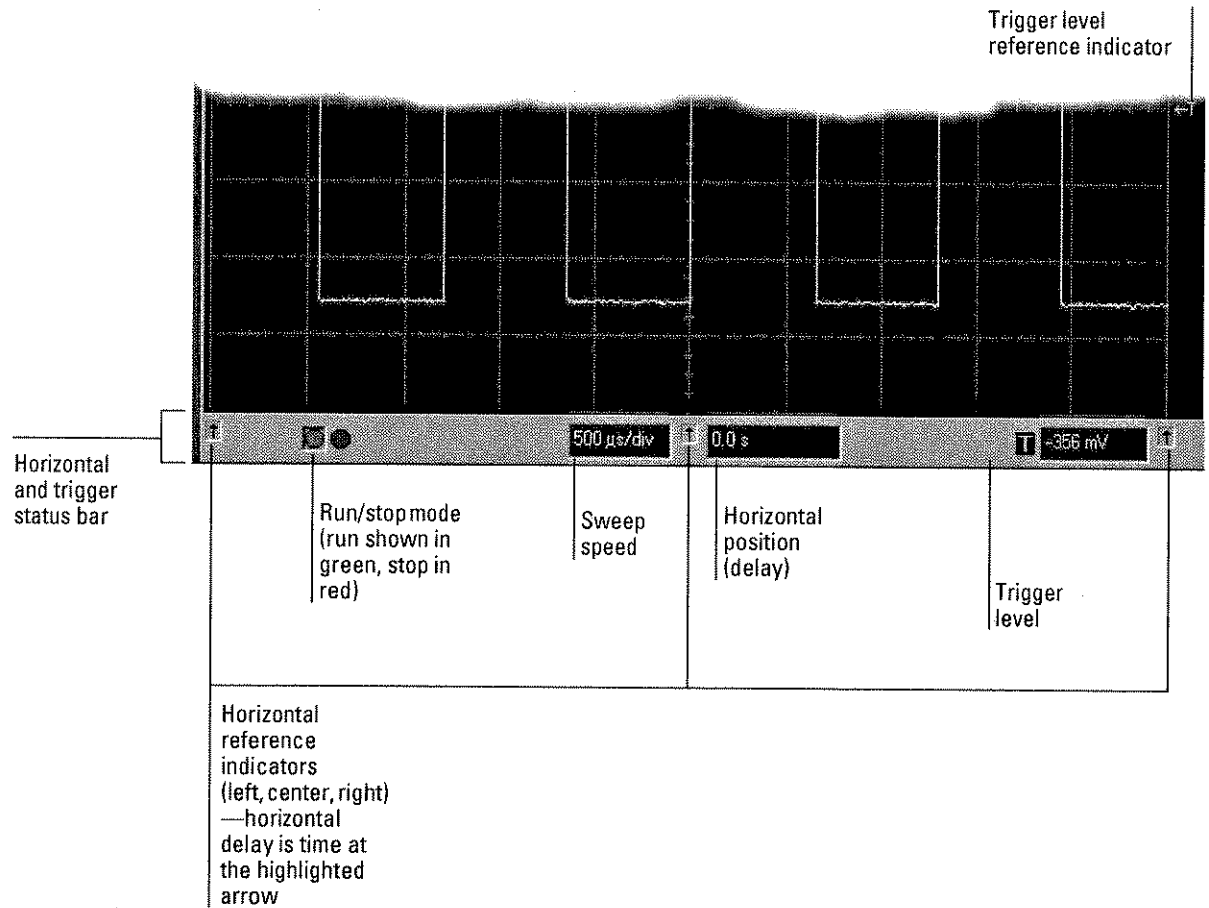 Trigger level
reference indicator
500 µs/div
0.0 s
T
-356 mV
Horizontal
and trigger
status bar
Run/stop mode
(run shown in
green, stop in
red)
Sweep
speed
Horizontal
position
(delay)
Trigger
level
Horizontal
reference
indicators
(left, center, right)
—horizontal
delay is time at
the highlighted
arrow